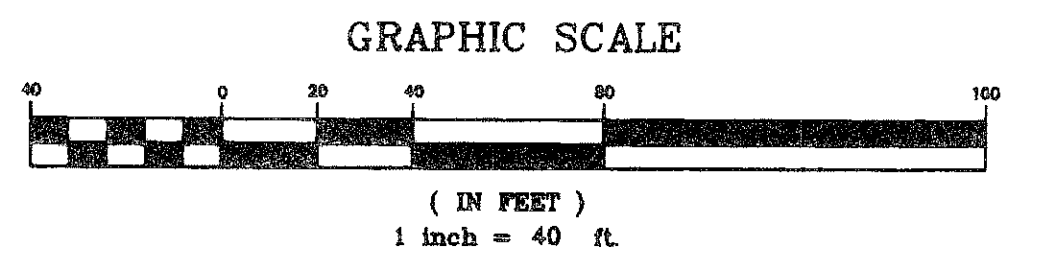 GRAPHIC SCALE
40 0 20 40 80 160
( IN FEET )
1 inch = 40 ft.